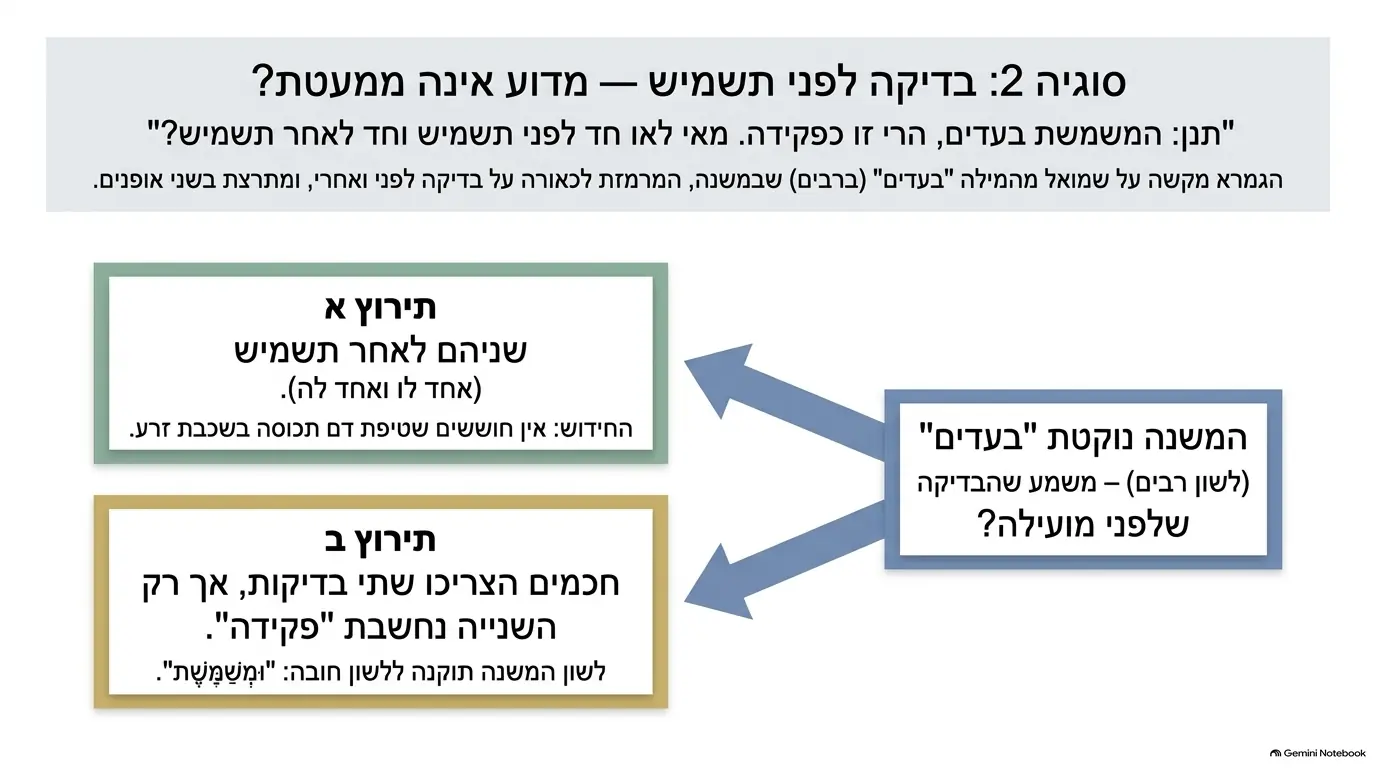 סוגיה 2: בדיקה לפני תשמיש — מדוע אינה ממעטת?
"תנן: המשמשת בעדים, הרי זו כפקידה. מאי לאו חד לפני תשמיש וחד לאחר תשמיש?"
הגמרא מקשה על שמואל מהמילה "בעדים" (ברבים) שבמשנה, המרמזת לכאורה על בדיקה לפני ואחרי, ומתרצת בשני אופנים.
המשנה נוקטת "בעדים"
(לשון רבים) – משמע שהבדיקה
שלפני מועילה?
תירוץ א
שניהם לאחר תשמיש
(אחד לו ואחד לה).
החידוש: אין חוששים שטיפת דם תכוסה בשכבת זרע.
תירוץ ב
חכמים הצריכו שתי בדיקות, אך רק
השנייה נחשבת "פקידה".
לשון המשנה תוקנה ללשון חובה: "וּמְשַׁמֶּשֶׁת".
Gemini Notebook